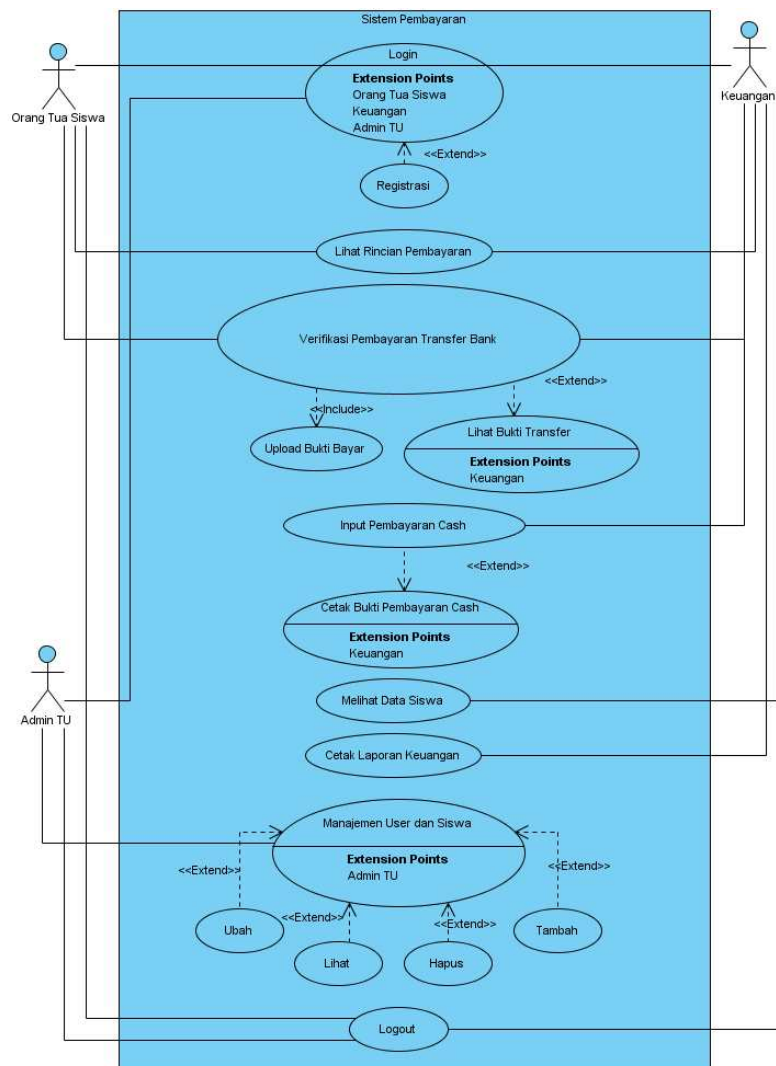 Sistem Pembayaran
Login
Extension Points
Orang Tua Siswa
Keuangan
Admin TU
Orang Tua Siswa
Keuangan
<<Extend>>
Registrasi
Lihat Rincian Pembayaran
Verifikasi Pembayaran Transfer Bank
<<Include>>
<<Extend>>
Upload Bukti Bayar
Lihat Bukti Transfer
Extension Points
Keuangan
Input Pembayaran Cash
<<Extend>>
Cetak Bukti Pembayaran Cash
Extension Points
Keuangan
Admin TU
Melihat Data Siswa
Cetak Laporan Keuangan
Manajemen User dan Siswa
Extension Points
Admin TU
<<Extend>>
<<Extend>>
<<Extend>>
<<Extend>>
Ubah
Lihat
Hapus
Tambah
Logout